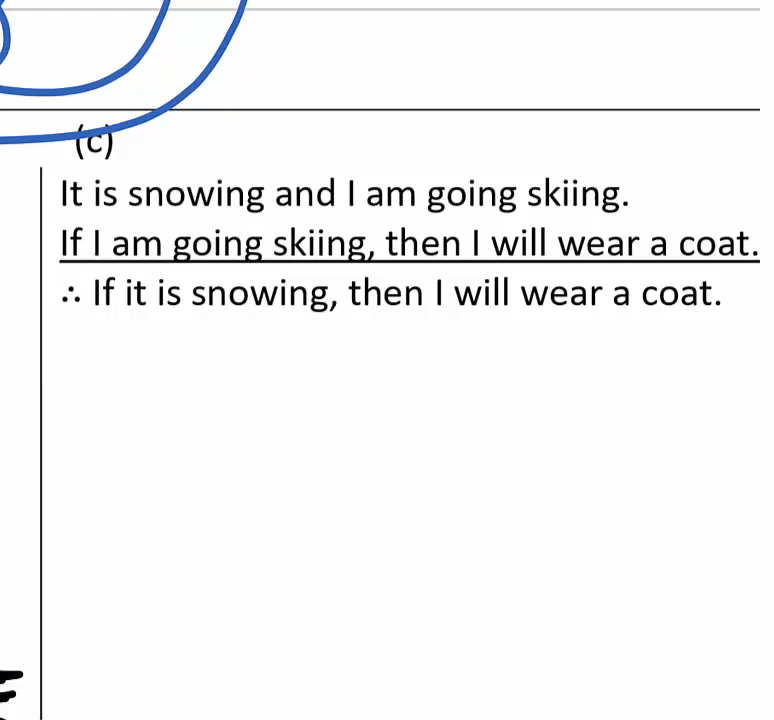 (c)
It is snowing and I am going skiing.
If I am going skiing, then I will wear a coat.
∴ If it is snowing, then I will wear a coat.